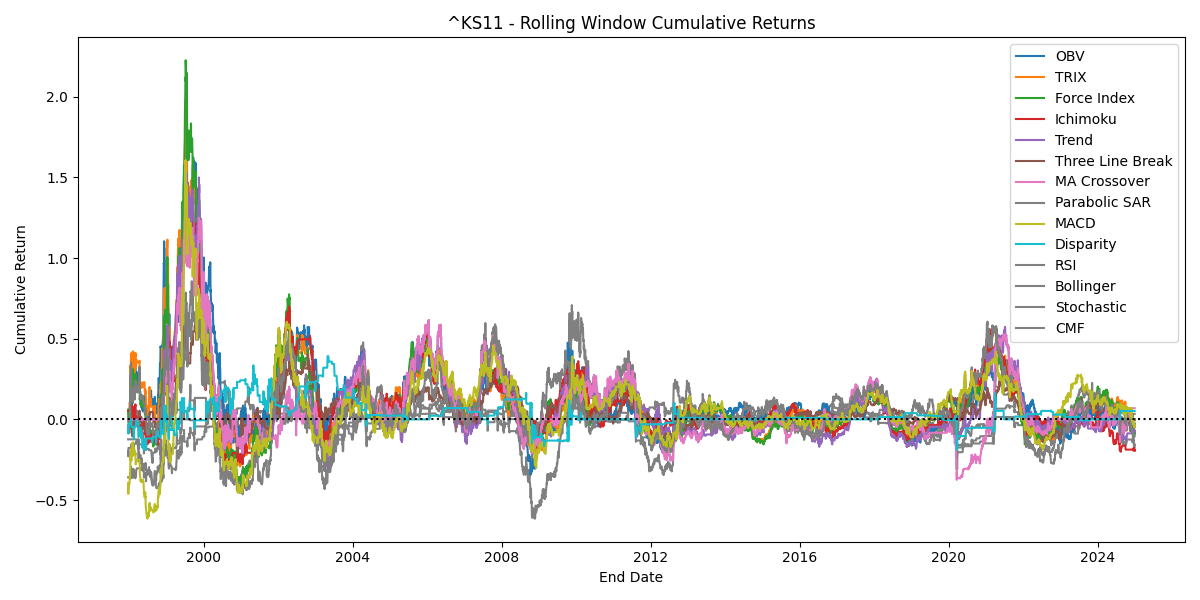 ^KS11 - Rolling Window Cumulative Returns
Cumulative Return
2.0
1.5
1.0
0.5
0.0
−0.5
2000
2004
2008
2012
2016
2020
2024
End Date
OBV
TRIX
Force Index
Ichimoku
Trend
Three Line Break
MA Crossover
Parabolic SAR
MACD
Disparity
RSI
Bollinger
Stochastic
CMF